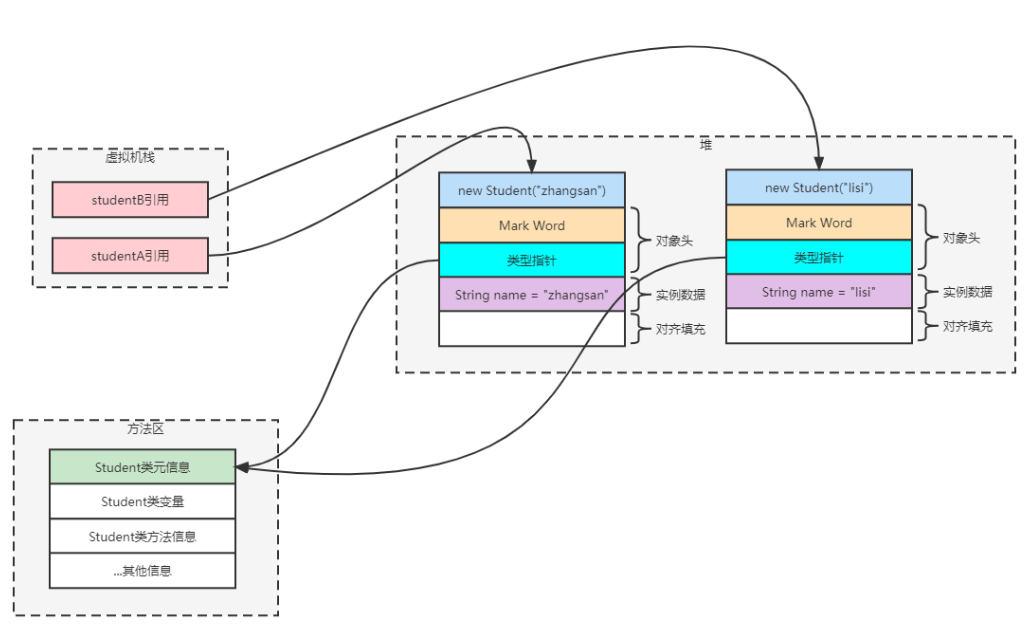 虚拟机栈
studentB引用
studentA引用
堆
new Student("zhangsan")
Mark Word
类型指针
String name = "zhangsan"
对象头
实例数据
对齐填充
new Student("lisi")
Mark Word
类型指针
String name = "lisi"
对象头
实例数据
对齐填充
方法区
Student类元信息
Student类变量
Student类方法信息
...其他信息